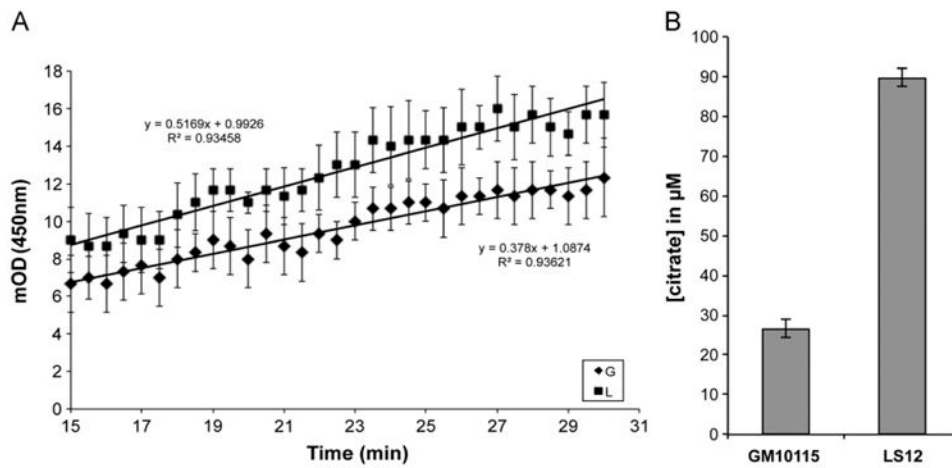 A
B
18
16
14
12
10
8
6
4
2
0
mOD (450nm)
y = 0.5169x + 0.9926
R² = 0.93458
y = 0.378x + 1.0874
R² = 0.93621
G
L
15 17 19 21 23 25 27 29 31
Time (min)
100
90
80
70
60
50
40
30
20
10
0
[citrate] in µM
GM10115 LS12